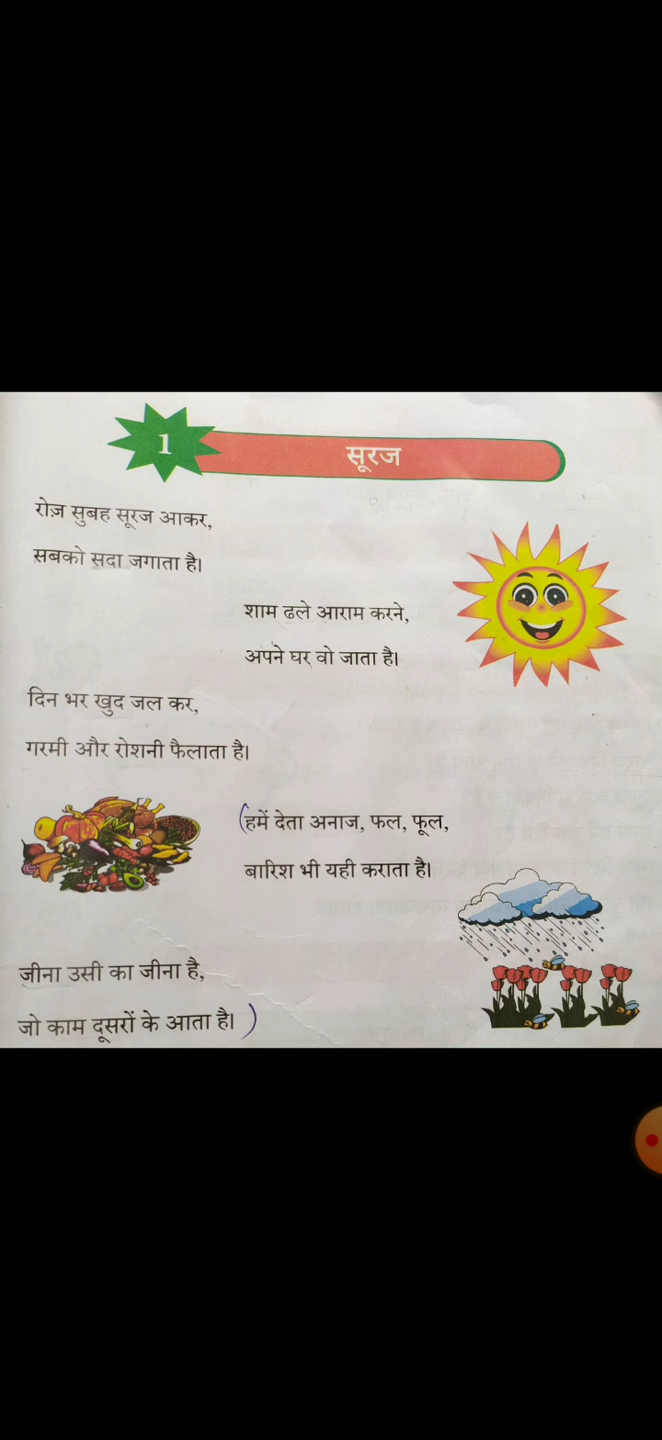 1
सूरज
रोज़ सुबह सूरज आकर,
सबको सदा जगाता है।
शाम ढले आराम करने,
अपने घर वो जाता है।
दिन भर खुद जल कर,
गरमी और रोशनी फैलाता है।
(हमें देता अनाज, फल, फूल,
बारिश भी यही कराता है।
जीना उसी का जीना है,
जो काम दूसरों के आता है। )